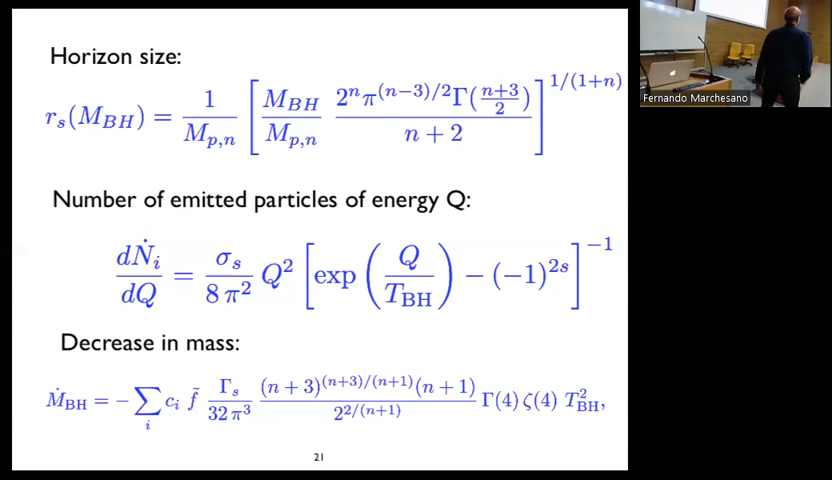 Horizon size:
r_s(M_{BH}) = \frac{1}{M_{p,n}} \left[ \frac{M_{BH}}{M_{p,n}} \frac{2^n \pi^{(n-3)/2} \Gamma(\frac{n+3}{2})}{n+2} \right]^{1/(1+n)}
Number of emitted particles of energy Q:
\frac{d\dot{N}_i}{dQ} = \frac{\sigma_s}{8\pi^2} Q^2 \left[ \exp\left( \frac{Q}{T_{BH}} \right) - (-1)^{2s} \right]^{-1}
Decrease in mass:
\dot{M}_{BH} = - \sum_i c_i \tilde{f} \frac{\Gamma_s}{32\pi^3} \frac{(n+3)^{(n+3)/(n+1)}(n+1)}{2^{2/(n+1)}} \Gamma(4) \zeta(4) T_{BH}^2,
21
Fernando Marchesano